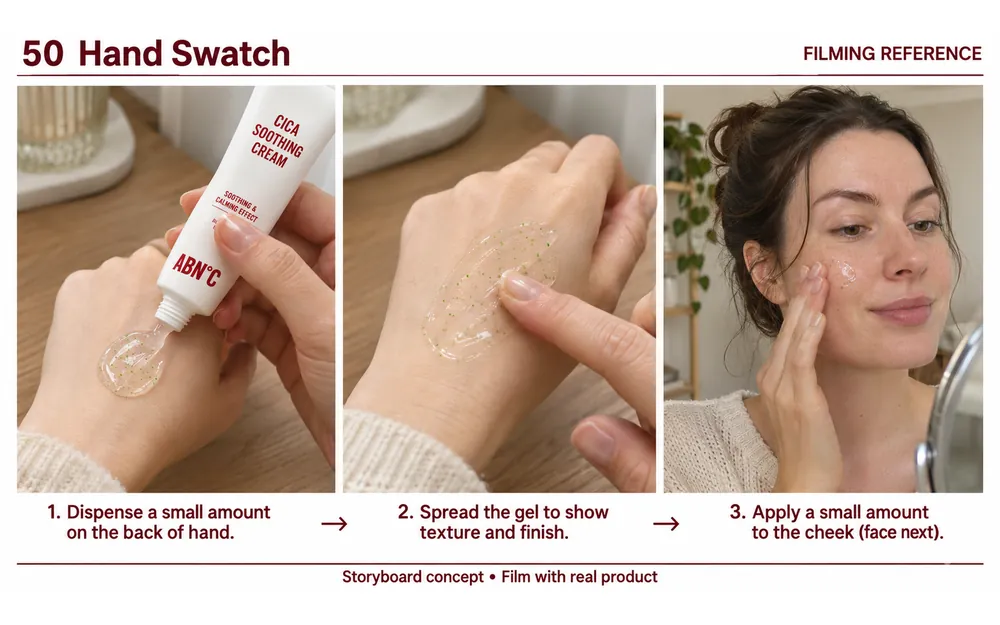 50 Hand Swatch
FILMING REFERENCE
CICA
SOOTHING
CREAM
SOOTHING &
CALMING EFFECT
ABN°C
1. Dispense a small amount
on the back of hand.
→
2. Spread the gel to show
texture and finish.
→
3. Apply a small amount
to the cheek (face next).
Storyboard concept • Film with real product